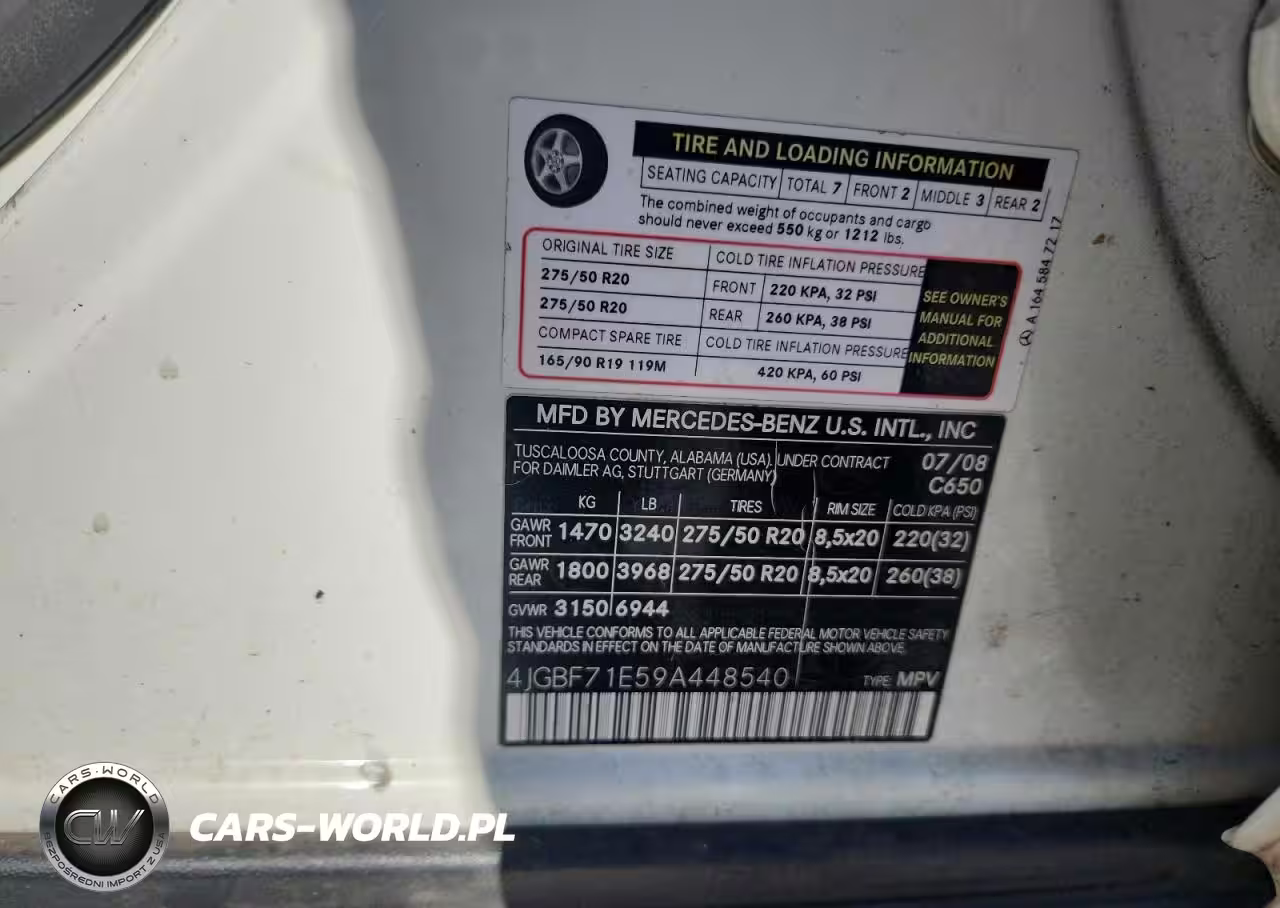 TIRE AND LOADING INFORMATION
SEATING CAPACITY TOTAL 7 FRONT 2 MIDDLE 3 REAR 2
The combined weight of occupants and cargo
should never exceed 550 kg or 1212 lbs.
ORIGINAL TIRE SIZE COLD TIRE INFLATION PRESSURE
275/50 R20 FRONT 220 KPA, 32 PSI
275/50 R20 REAR 260 KPA, 38 PSI
COMPACT SPARE TIRE COLD TIRE INFLATION PRESSURE
165/90 R19 119M 420 KPA, 60 PSI
SEE OWNER'S
MANUAL FOR
ADDITIONAL
INFORMATION
A 164 584 72 17
MFD BY MERCEDES-BENZ U.S. INTL., INC
TUSCALOOSA COUNTY, ALABAMA (USA). UNDER CONTRACT 07/08
FOR DAIMLER AG, STUTTGART (GERMANY) C650
KG LB TIRES RIM SIZE COLD KPA (PSI)
GAWR FRONT 1470 3240 275/50 R20 8,5x20 220(32)
GAWR REAR 1800 3968 275/50 R20 8,5x20 260(38)
GVWR 3150 6944
THIS VEHICLE CONFORMS TO ALL APPLICABLE FEDERAL MOTOR VEHICLE SAFETY
STANDARDS IN EFFECT ON THE DATE OF MANUFACTURE SHOWN ABOVE.
4JGBF71E59A448540 TYPE: MPV
CARS-WORLD
CW
BEZPOŚREDNI IMPORT Z USA
CARS-WORLD.PL